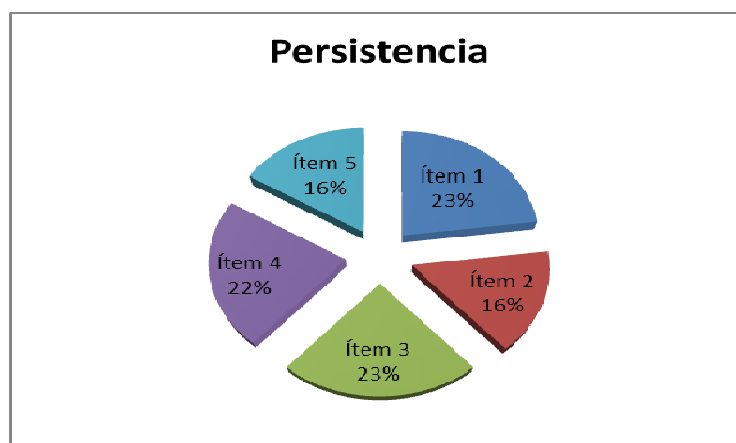 Persistencia
Ítem 1
23%
Ítem 2
16%
Ítem 3
23%
Ítem 4
22%
Ítem 5
16%